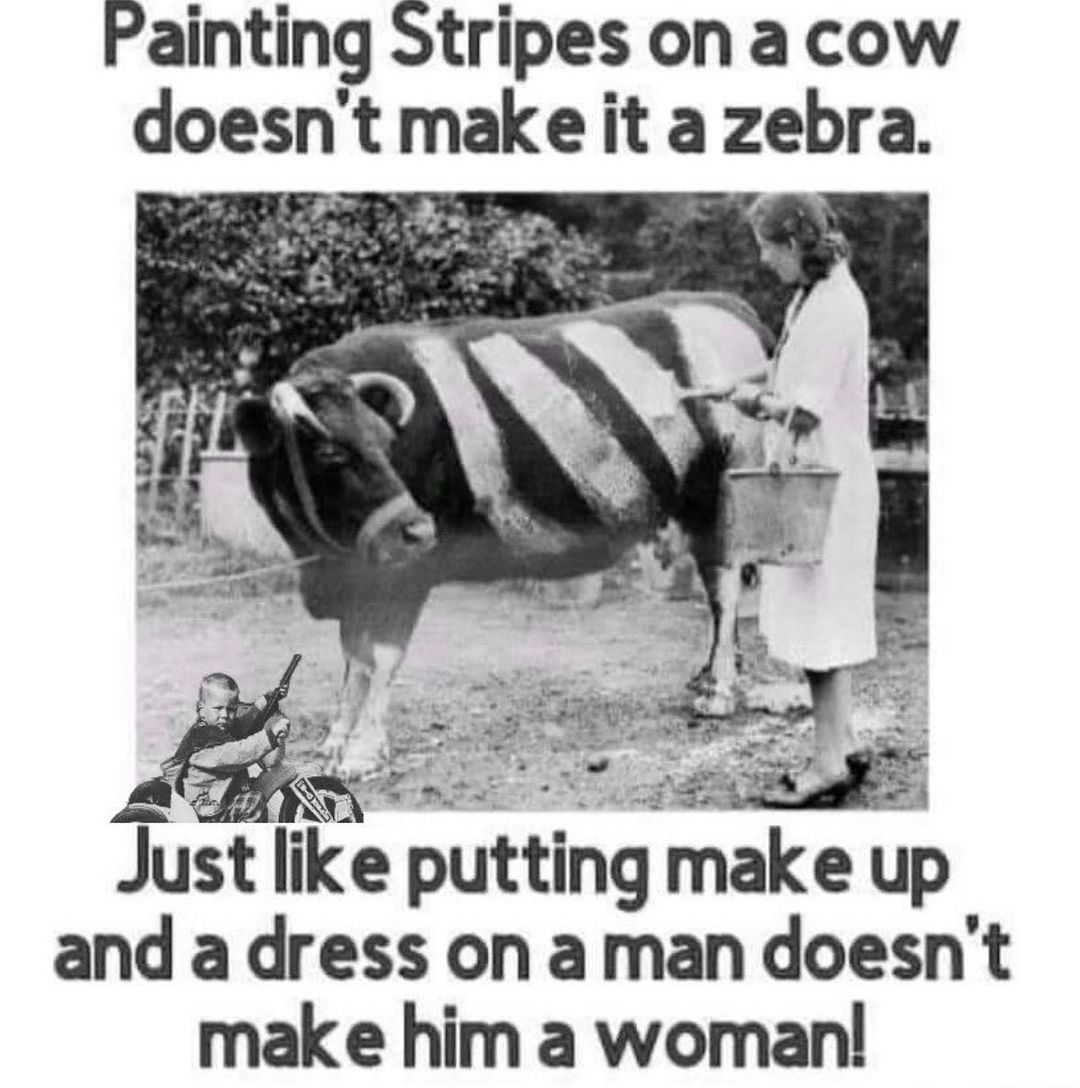 Painting Stripes on a cow
doesn't make it a zebra.
Just like putting make up
and a dress on a man doesn't
make him a woman!